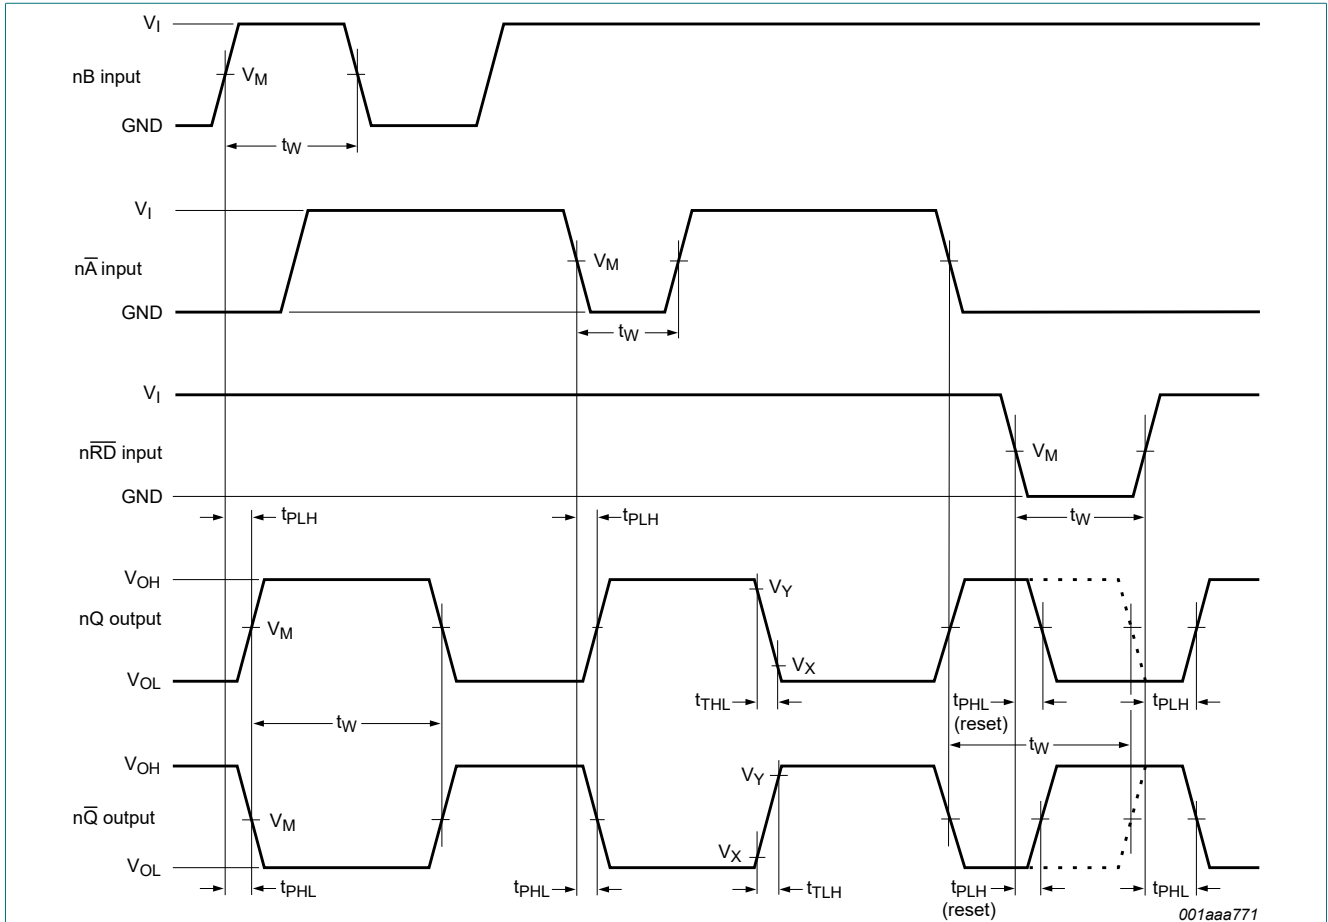 VI
nB input
VM
GND
tW
VI
nA̅ input
VM
GND
tW
VI
nR̅D̅ input
VM
GND
tPLH
tPLH
tW
VOH
nQ output
VM
VY
VX
VOL
tTHL
tPHL
(reset)
tPLH
tW
tW
VOH
nQ̅ output
VM
VY
VX
VOL
tPHL
tPHL
tTLH
tPLH
(reset)
tPHL
001aaa771